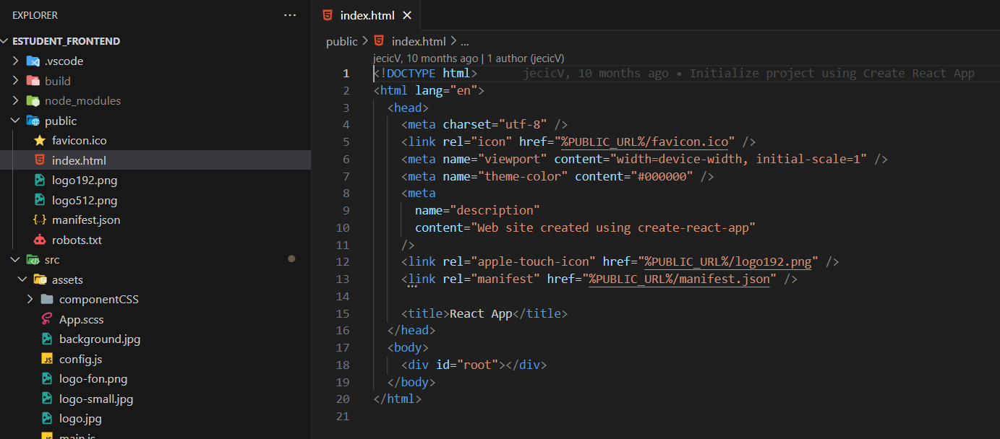 EXPLORER ...
ESTUDENT_FRONTEND
.vscode
build
node_modules
public
favicon.ico
index.html
logo192.png
logo512.png
manifest.json
robots.txt
src
assets
componentCSS
App.scss
background.jpg
config.js
logo-fon.png
logo-small.jpg
logo.jpg
main.js
index.html
public > index.html > ...
jecicV, 10 months ago | 1 author (jecicV)
1 <!DOCTYPE html> jecicV, 10 months ago • Initialize project using Create React App
2 <html lang="en">
3 <head>
4 <meta charset="utf-8" />
5 <link rel="icon" href="%PUBLIC_URL%/favicon.ico" />
6 <meta name="viewport" content="width=device-width, initial-scale=1" />
7 <meta name="theme-color" content="#000000" />
8 <meta
9 name="description"
10 content="Web site created using create-react-app"
11 />
12 <link rel="apple-touch-icon" href="%PUBLIC_URL%/logo192.png" />
13 <link rel="manifest" href="%PUBLIC_URL%/manifest.json" />
14
15 <title>React App</title>
16 </head>
17 <body>
18 <div id="root"></div>
19 </body>
20 </html>
21